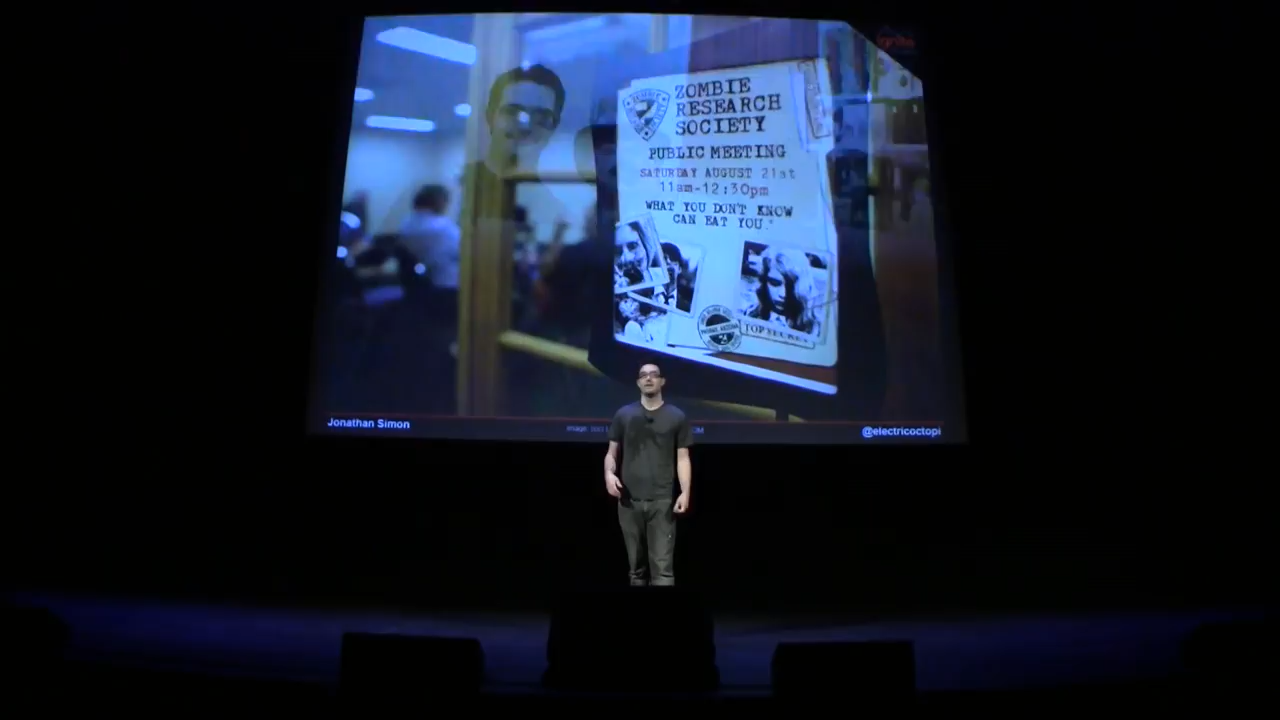 ZOMBIE
RESEARCH
SOCIETY
PUBLIC MEETING
SATURDAY AUGUST 21st
11am-12:30pm
WHAT YOU DON'T KNOW
CAN EAT YOU."
TOP SECRET
Jonathan Simon
Image:
@electricoctopi